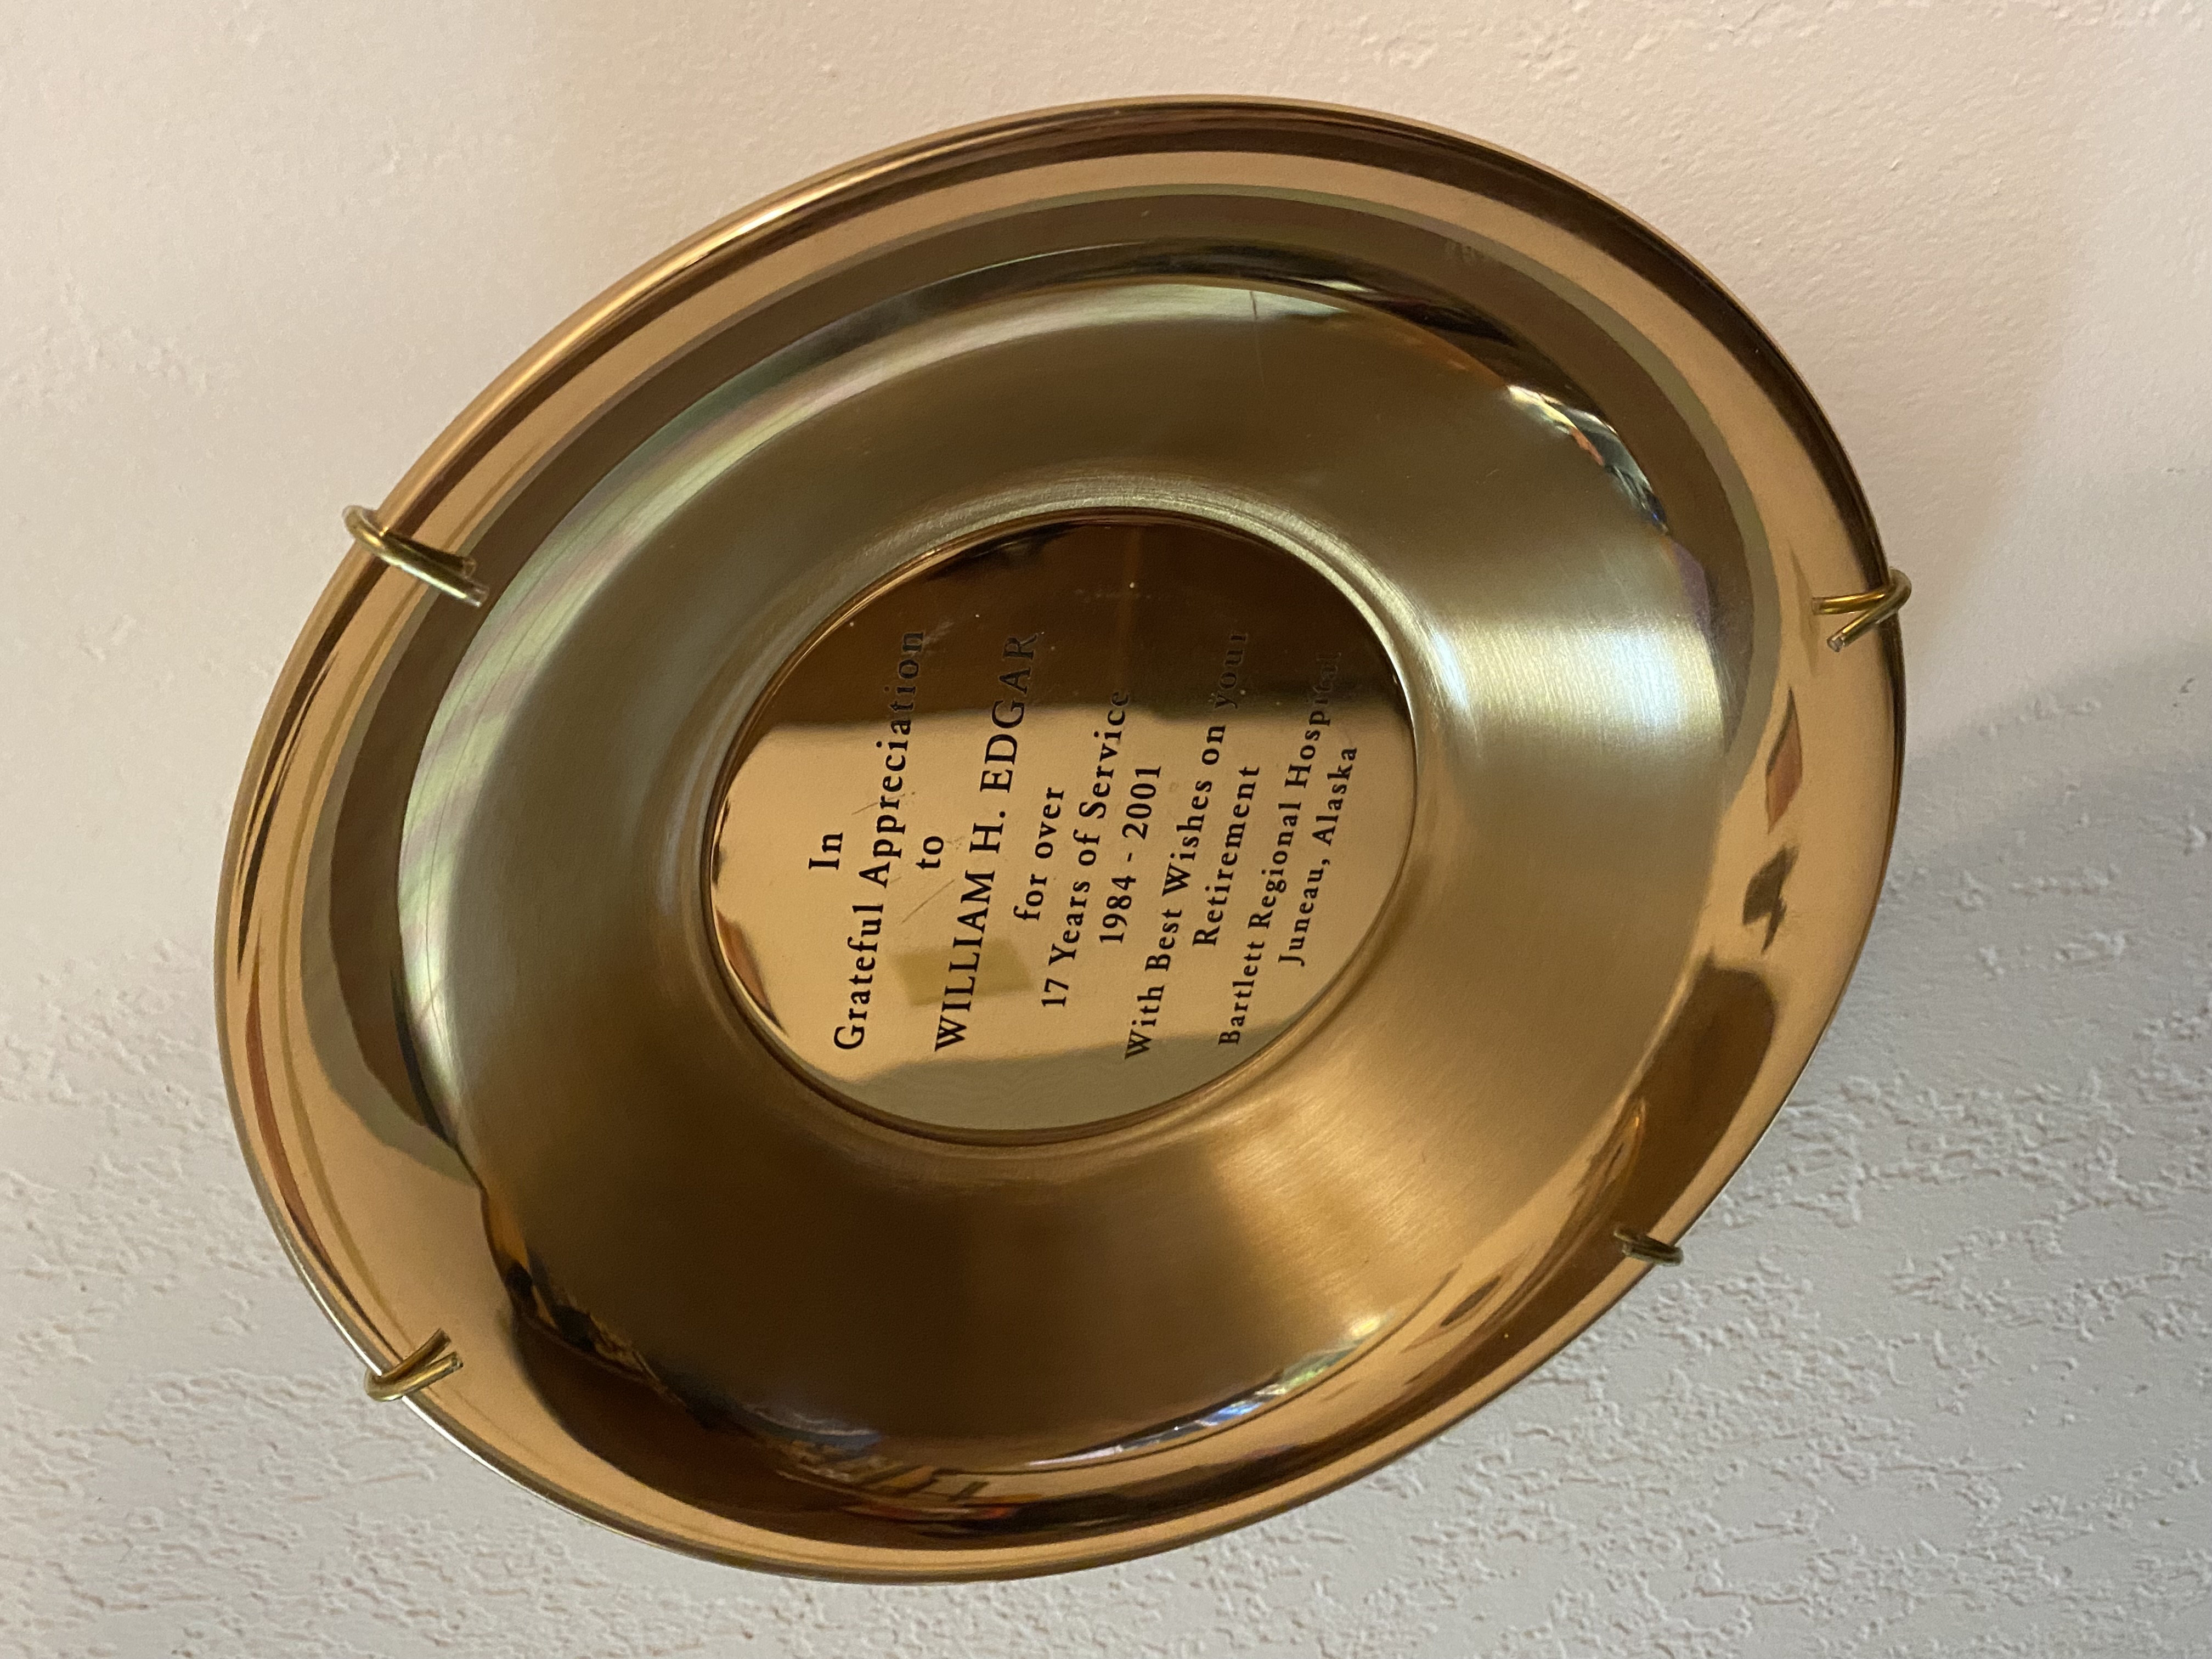 In
Grateful Appreciation
to
WILLIAM H. EDGAR
for over
17 Years of Service
1984 - 2001
With Best Wishes on your
Retirement
Bartlett Regional Hospital
Juneau, Alaska